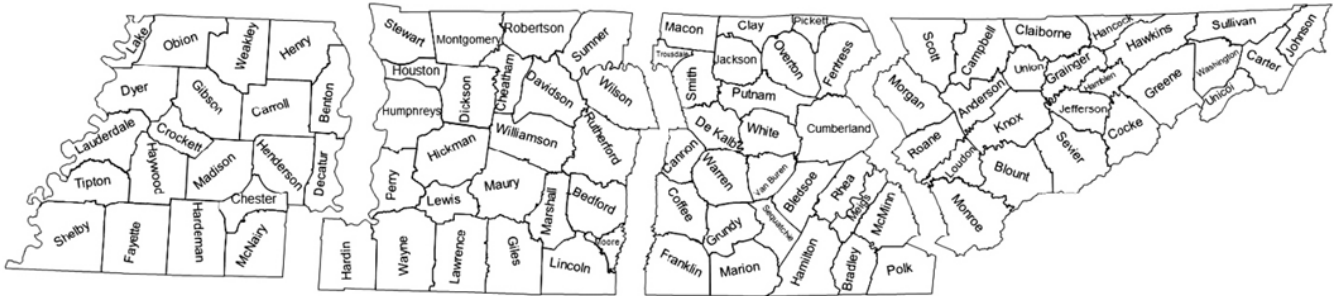 Lake
Obion
Weakley
Henry
Dyer
Gibson
Carroll
Benton
Lauderdale
Crockett
Haywood
Madison
Henderson
Decatur
Tipton
Chester
Shelby
Fayette
Hardeman
McNairy
Stewart
Montgomery
Robertson
Sumner
Houston
Humphreys
Dickson
Cheatham
Davidson
Wilson
Rutherford
Williamson
Hickman
Perry
Lewis
Maury
Marshall
Bedford
Moore
Hardin
Wayne
Lawrence
Giles
Lincoln
Macon
Clay
Pickett
Trousdale
Smith
Jackson
Overton
Fentress
Putnam
De Kalb
White
Cumberland
Cannon
Warren
Van Buren
Bledsoe
Rhea
Meigs
McMinn
Coffee
Grundy
Sequatchie
Franklin
Marion
Hamilton
Bradley
Polk
Scott
Campbell
Claiborne
Hancock
Hawkins
Sullivan
Johnson
Morgan
Anderson
Union
Grainger
Hamblen
Greene
Washington
Carter
Unicoi
Roane
Loudon
Knox
Jefferson
Cocke
Sevier
Blount
Monroe